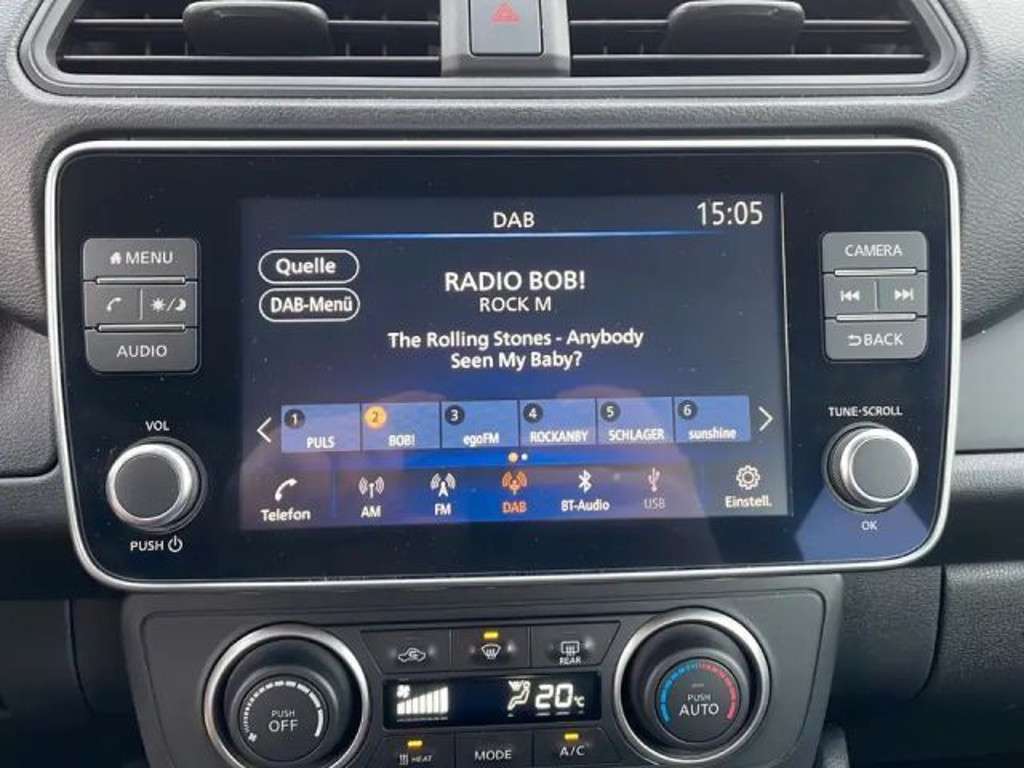 DAB
15:05
MENU
AUDIO
VOL
PUSH
Quelle
DAB-Menü
RADIO BOB!
ROCK M
The Rolling Stones - Anybody
Seen My Baby?
1 PULS
2 BOB!
3 egoFM
4 ROCKANBY
5 SCHLAGER
6 sunshine
Telefon
AM
FM
DAB
BT-Audio
USB
Einstell.
CAMERA
BACK
TUNE·SCROLL
OK
REAR
PUSH
OFF
20°C
PUSH
AUTO
HEAT
MODE
A/C